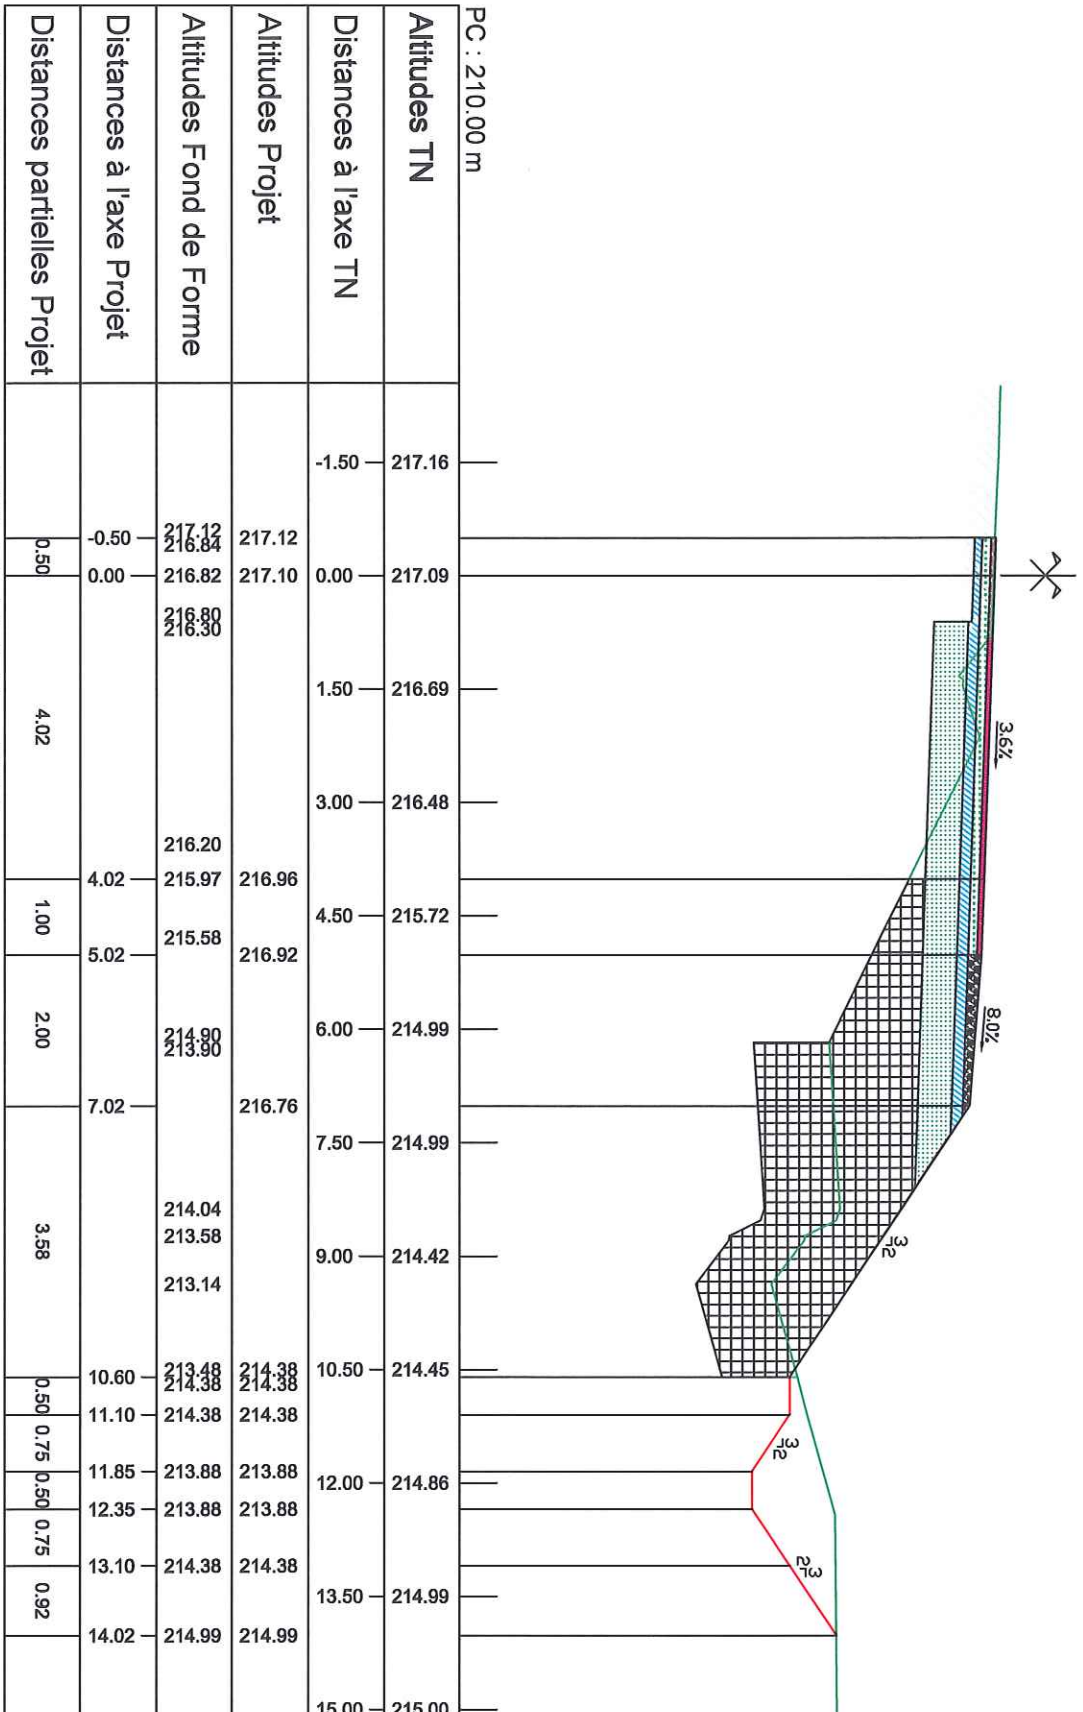 3.6%
8.0%
3 2
3 2
3 2
PC : 210.00 m
Altitudes TN
217.16 217.09 216.69 216.48 215.72 214.99 214.99 214.42 214.45 214.86 214.99 215.00
Distances à l'axe TN
-1.50 0.00 1.50 3.00 4.50 6.00 7.50 9.00 10.50 12.00 13.50 15.00
Altitudes Projet
217.12 217.10 216.96 216.92 216.76 214.38 214.38 214.38 213.88 213.88 214.38 214.99
Altitudes Fond de Forme
217.12 216.84 216.82 216.80 216.30 216.20 215.97 215.58 214.90 213.90 214.04 213.58 213.14 213.48 214.38 214.38 213.88 213.88 214.38 214.99
Distances à l'axe Projet
-0.50 0.00 4.02 5.02 7.02 10.60 11.10 11.85 12.35 13.10 14.02
Distances partielles Projet
0.50 4.02 1.00 2.00 3.58 0.50 0.75 0.50 0.75 0.92